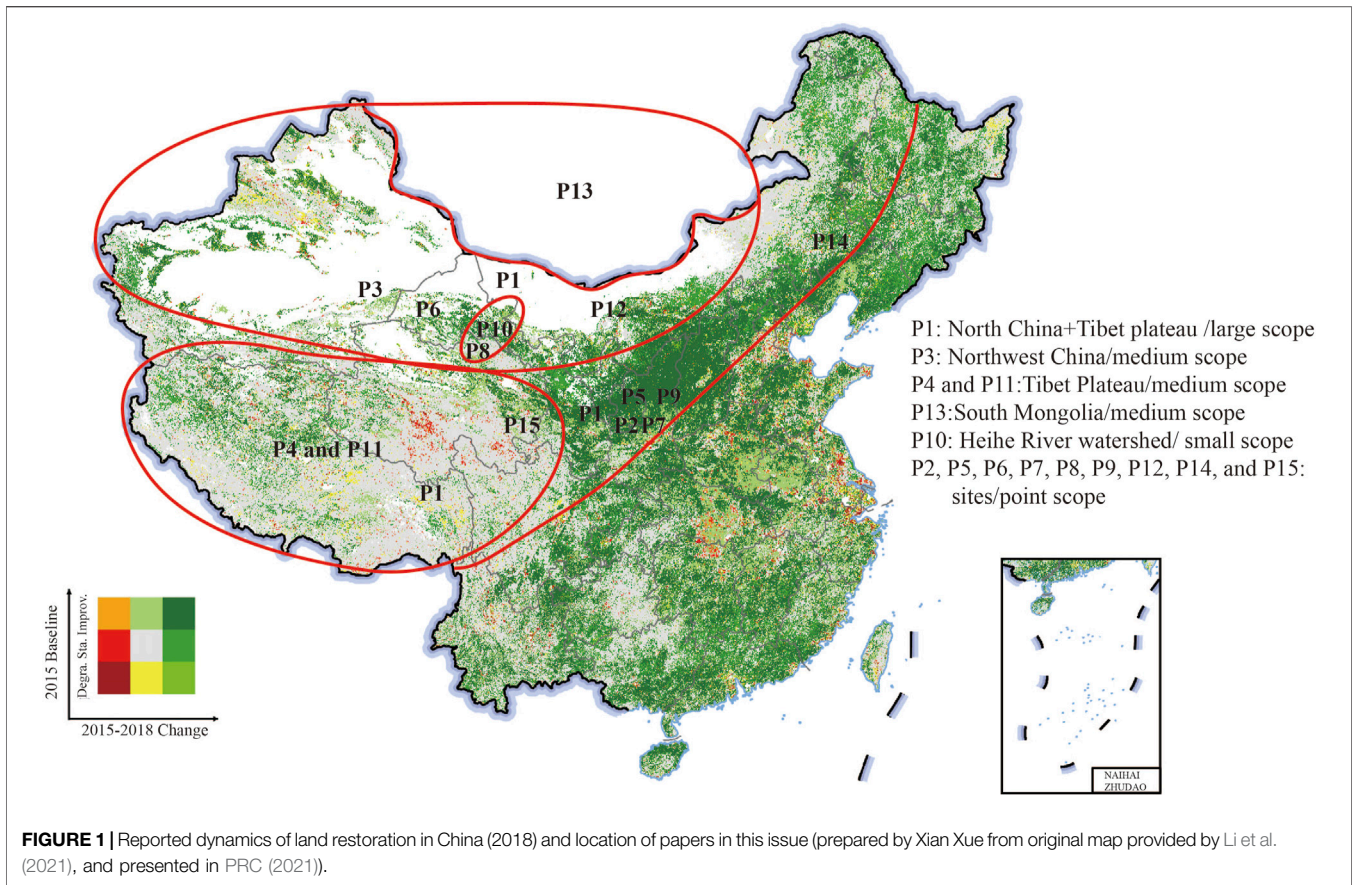 P13
P14
P3
P1
P6
P12
P10
P8
P5 P9
P1
P2 P7
P15
P4 and P11
P1
P1: North China+Tibet plateau /large scope
P3: Northwest China/medium scope
P4 and P11:Tibet Plateau/medium scope
P13:South Mongolia/medium scope
P10: Heihe River watershed/ small scope
P2, P5, P6, P7, P8, P9, P12, P14, and P15:
sites/point scope
2015 Baseline
Degra. Sta. Improv.
2015-2018 Change
NAIHAI
ZHUDAO
FIGURE 1 | Reported dynamics of land restoration in China (2018) and location of papers in this issue (prepared by Xian Xue from original map provided by Li et al.
(2021), and presented in PRC (2021)).